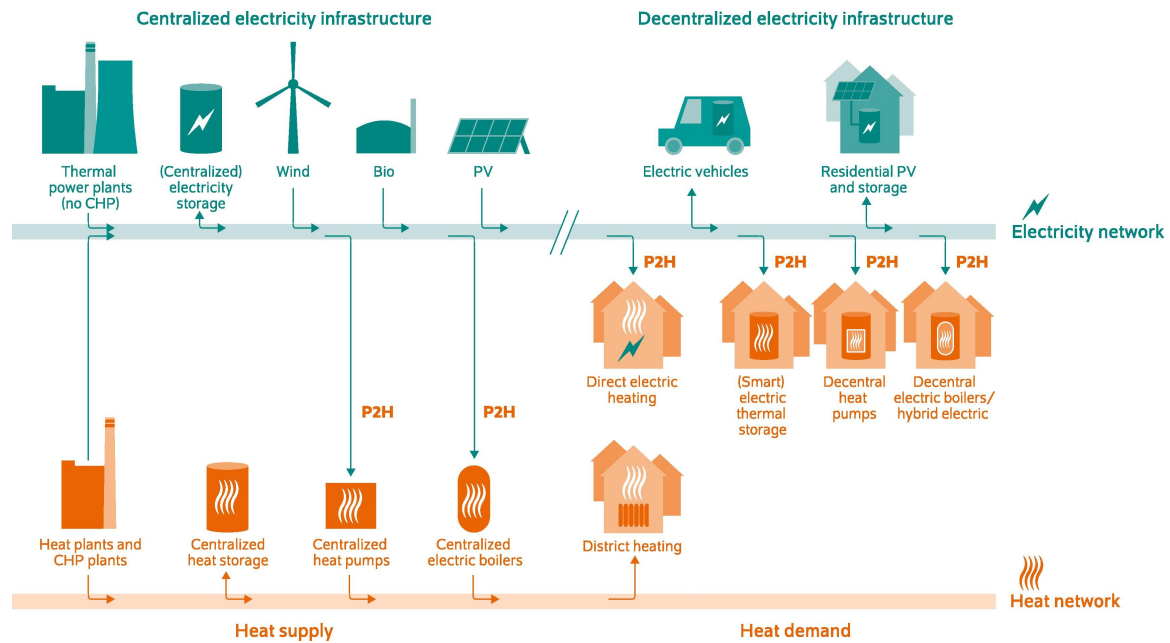 Centralized electricity infrastructure
Decentralized electricity infrastructure
Thermal
power plants
(no CHP)
(Centralized)
electricity
storage
Wind
Bio
PV
Electric vehicles
Residential PV
and storage
Electricity network
P2H
P2H
P2H
P2H
Direct electric
heating
(Smart)
electric
thermal
storage
Decentral
heat
pumps
Decentral
electric boilers/
hybrid electric
P2H
P2H
Heat plants and
CHP plants
Centralized
heat storage
Centralized
heat pumps
Centralized
electric boilers
District heating
Heat network
Heat supply
Heat demand